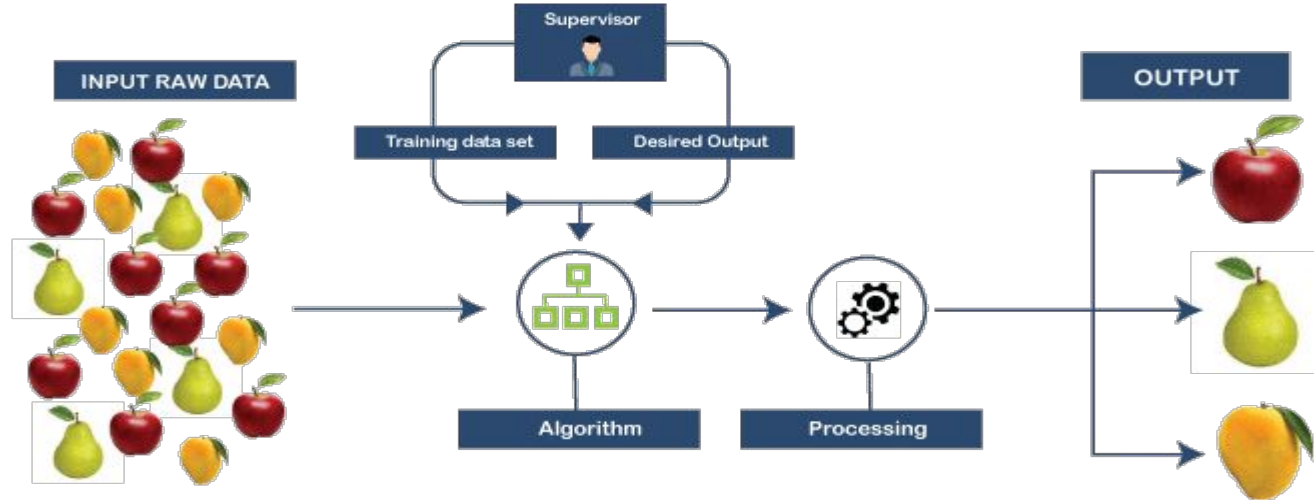 Supervisor
INPUT RAW DATA
OUTPUT
Training data set
Desired Output
Algorithm
Processing